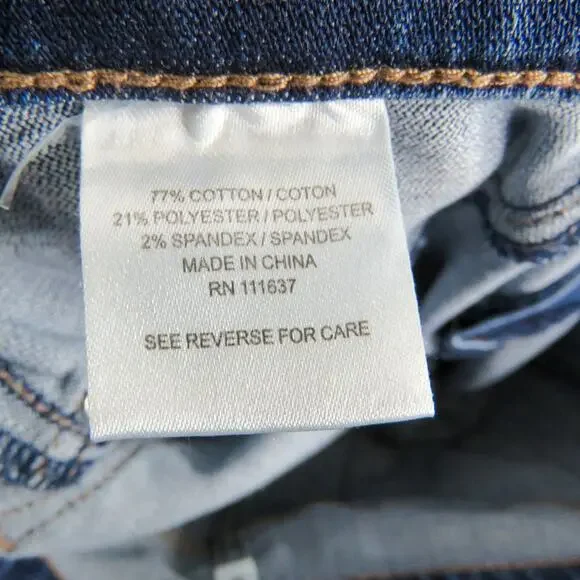 77% COTTON / COTON
21% POLYESTER / POLYESTER
2% SPANDEX / SPANDEX
MADE IN CHINA
RN 111637
SEE REVERSE FOR CARE